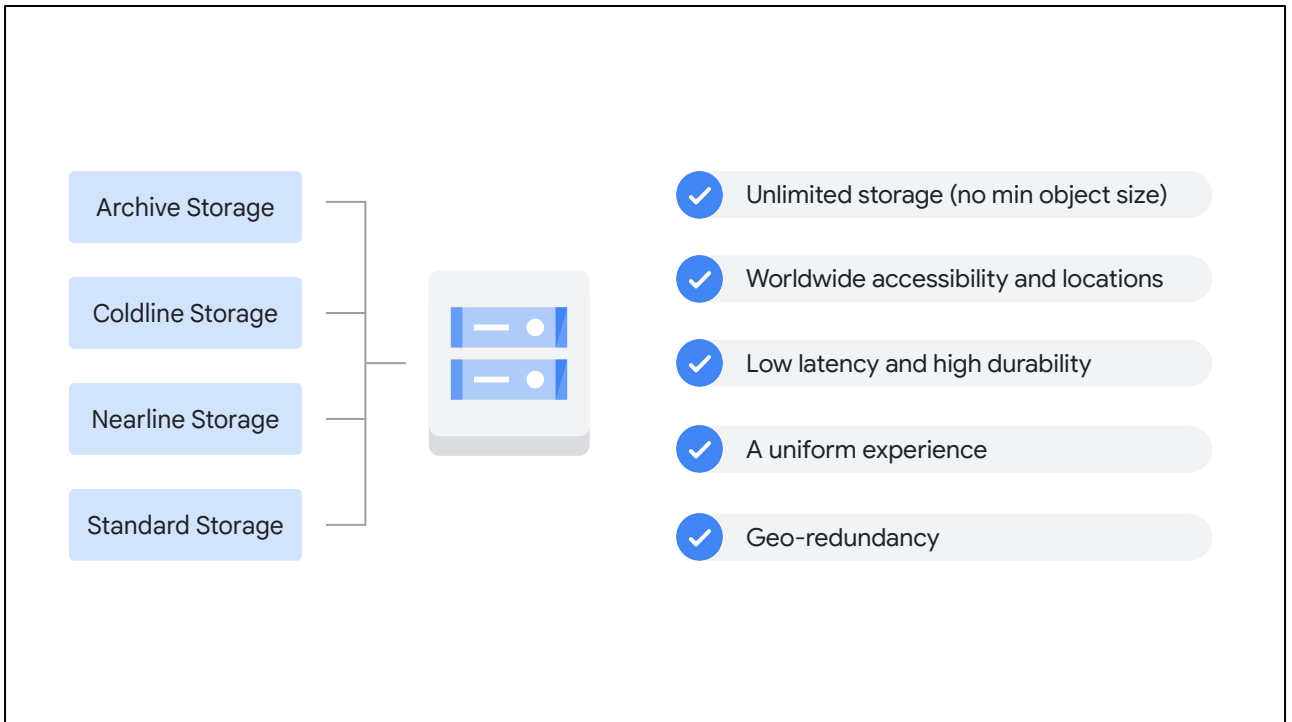 Archive Storage
Coldline Storage
Nearline Storage
Standard Storage
Unlimited storage (no min object size)
Worldwide accessibility and locations
Low latency and high durability
A uniform experience
Geo-redundancy